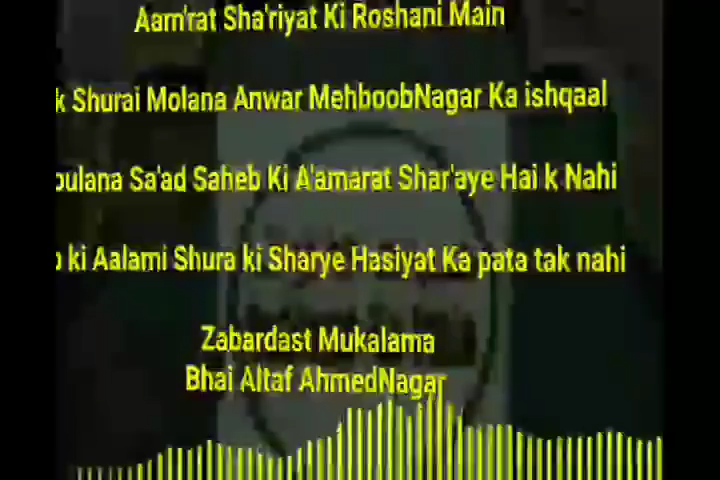 Aam'rat Sha'riyat Ki Roshani Main
k Shurai Molana Anwar MehboobNagar Ka ishqaal
oulana Sa'ad Saheb Ki A'amarat Shar'aye Hai k Nahi
ki Aalami Shura ki Sharye Hasiyat Ka pata tak nahi
Zabardast Mukalama
Bhai Altaf AhmedNagar